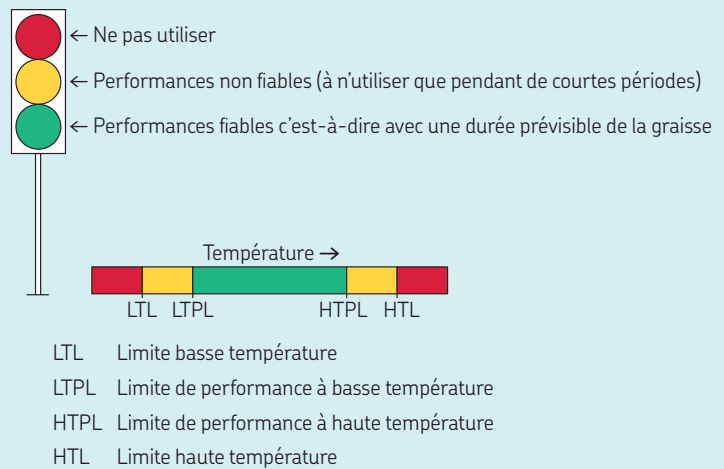 ← Ne pas utiliser
← Performances non fiables (à n'utiliser que pendant de courtes périodes)
← Performances fiables c'est-à-dire avec une durée prévisible de la graisse
Température →
LTL LTPL HTPL HTL
LTL Limite basse température
LTPL Limite de performance à basse température
HTPL Limite de performance à haute température
HTL Limite haute température